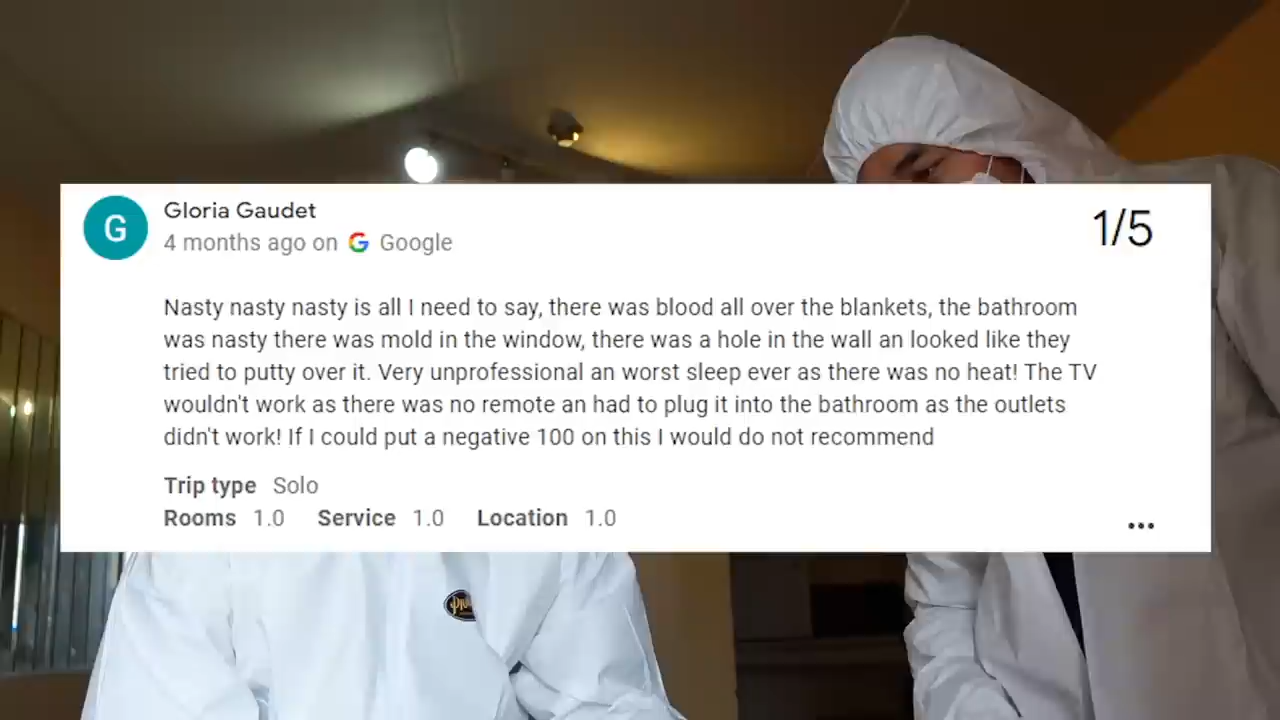 G
Gloria Gaudet
1/5
4 months ago on G Google
Nasty nasty nasty is all I need to say, there was blood all over the blankets, the bathroom
was nasty there was mold in the window, there was a hole in the wall an looked like they
tried to putty over it. Very unprofessional an worst sleep ever as there was no heat! The TV
wouldn't work as there was no remote an had to plug it into the bathroom as the outlets
didn't work! If I could put a negative 100 on this I would do not recommend
Trip type Solo
Rooms 1.0 Service 1.0 Location 1.0